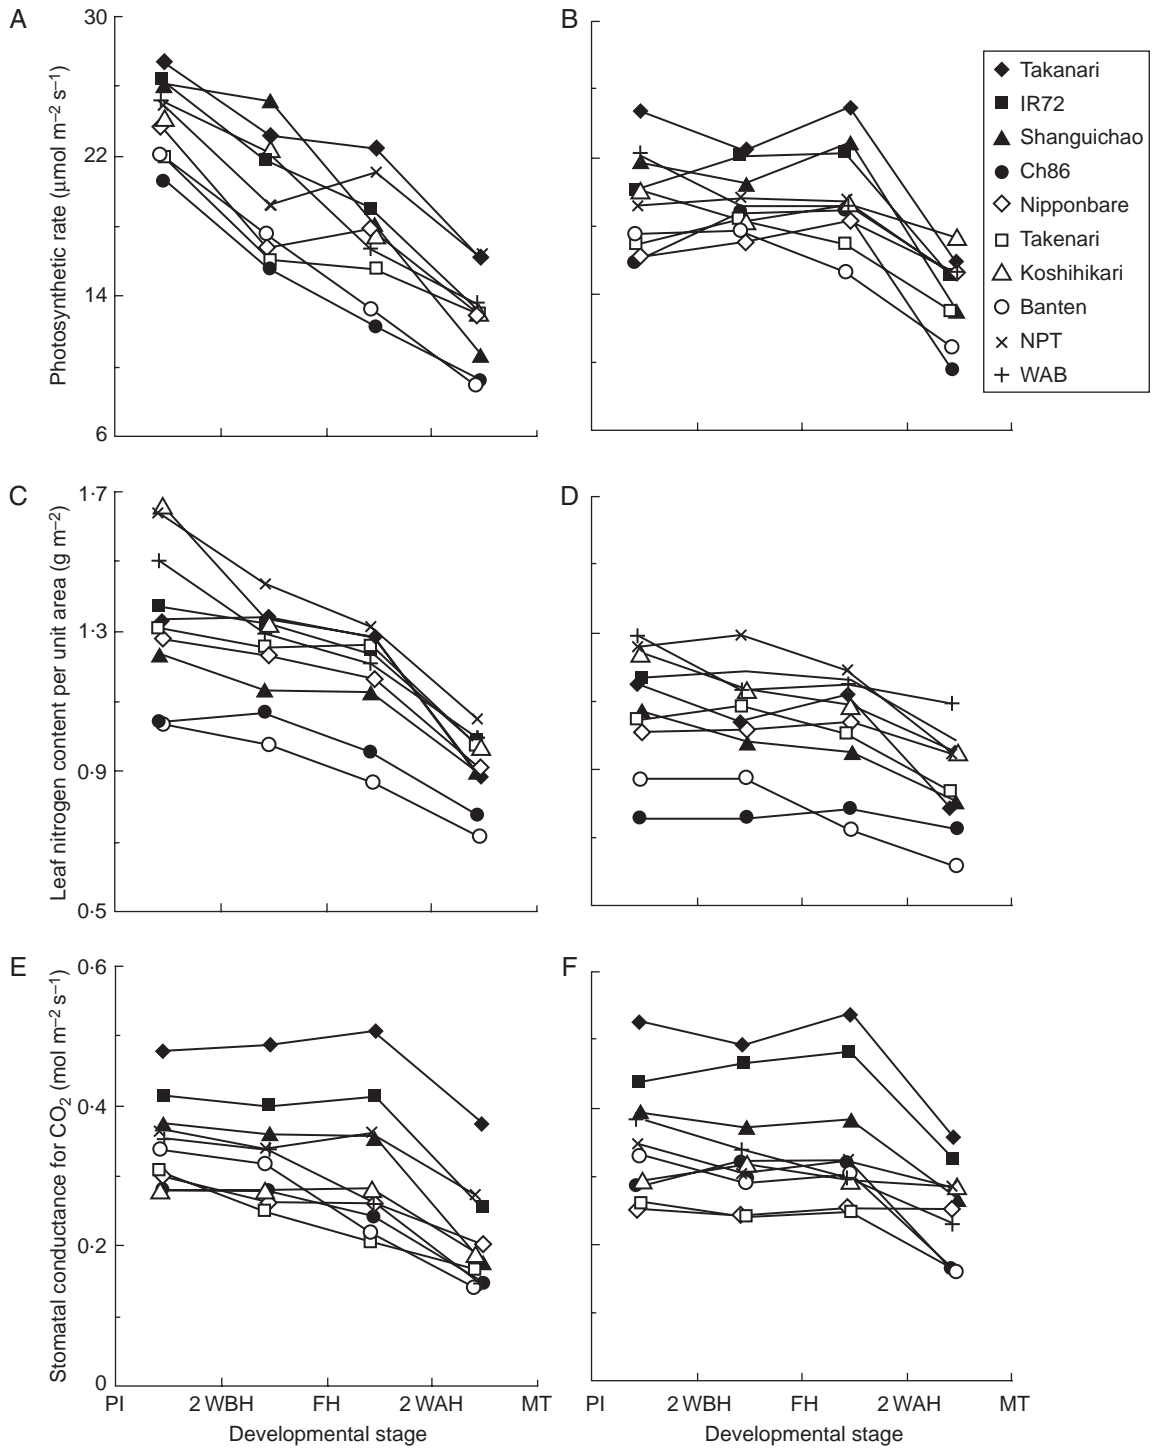 A
30
22
14
6
Photosynthetic rate (µmol m–2 s–1)
B
Takanari
IR72
Shanguichao
Ch86
Nipponbare
Takenari
Koshihikari
Banten
NPT
WAB
C
1·7
1·3
0·9
0·5
Leaf nitrogen content per unit area (g m–2)
D
E
0·6
0·4
0·2
0
Stomatal conductance for CO2 (mol m–2 s–1)
PI 2 WBH FH 2 WAH MT
Developmental stage
F
PI 2 WBH FH 2 WAH MT
Developmental stage